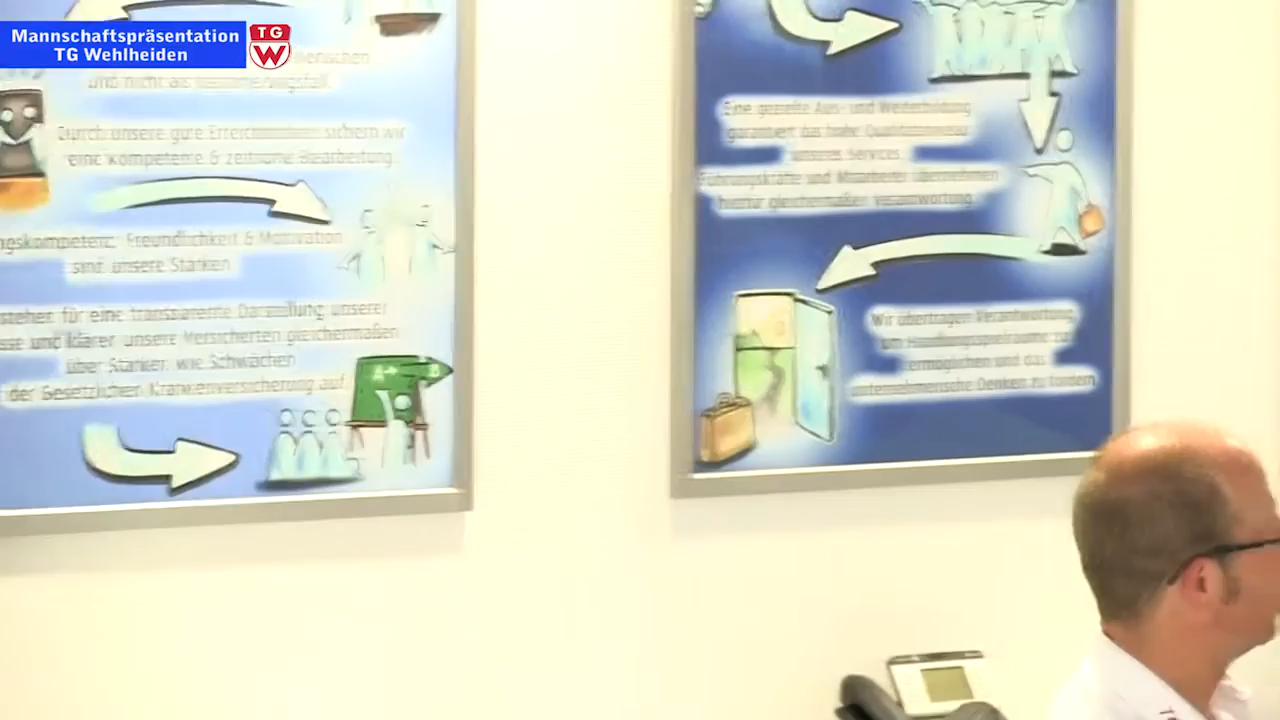 Mannschaftspräsentation
TG Wehlheiden
TG
W
Menschen
und nicht als
Durch unsere gute Erreichbarkeit sichern wir
eine kompetente & zeitnahe Bearbeitung
Freundlichkeit & Motivation
sind unsere Stärken
stehen für eine transparente Darstellung unserer
und klären unsere Versicherten gleichermaßen
über Stärken, wie Schwächen
der Gesetzlichen Krankenversicherung auf
A+ B
Eine gezielte Aus- und Weiterbildung
garantiert das hohe Qualitätsniveau
unseres Services.
Führungskräfte und Mitarbeiter übernehmen
hierfür gleichermaßen Verantwortung.
Wir übertragen Verantwortung,
um Handlungsspielräume zu
ermöglichen und das
unternehmerische Denken zu fördern